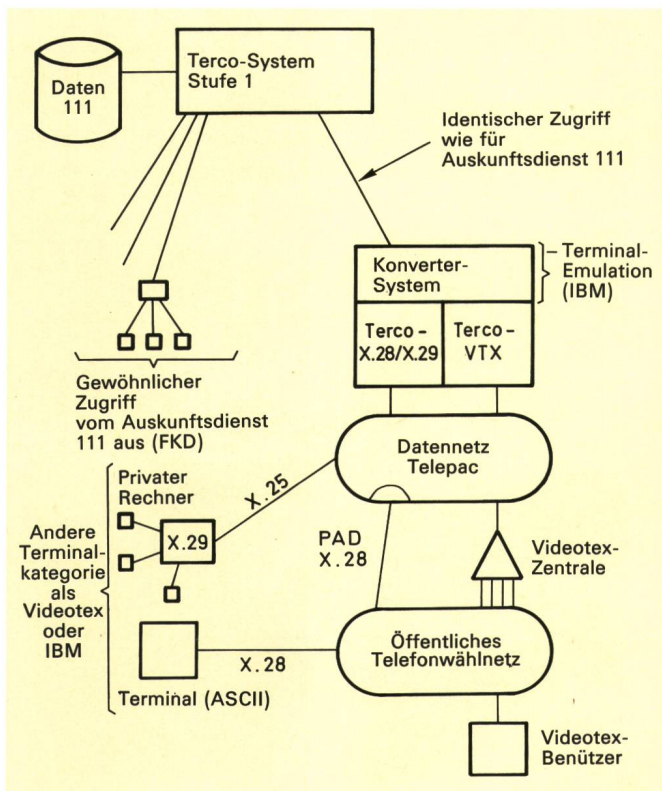 Daten
111
Terco-System
Stufe 1
Identischer Zugriff
wie für
Auskunftsdienst 111
Konverter-
System
– Terminal-
Emulation
(IBM)
Terco –
X.28/X.29
Terco –
VTX
Gewöhnlicher
Zugriff
vom Auskunftsdienst
111 aus (FKD)
Datennetz
Telepac
Privater
Rechner
X.25
X.29
Andere
Terminal-
kategorie
als
Videotex
oder
IBM
PAD
X.28
Videotex-
Zentrale
Öffentliches
Telefonwählnetz
X.28
Terminal (ASCII)
Videotex-
Benützer